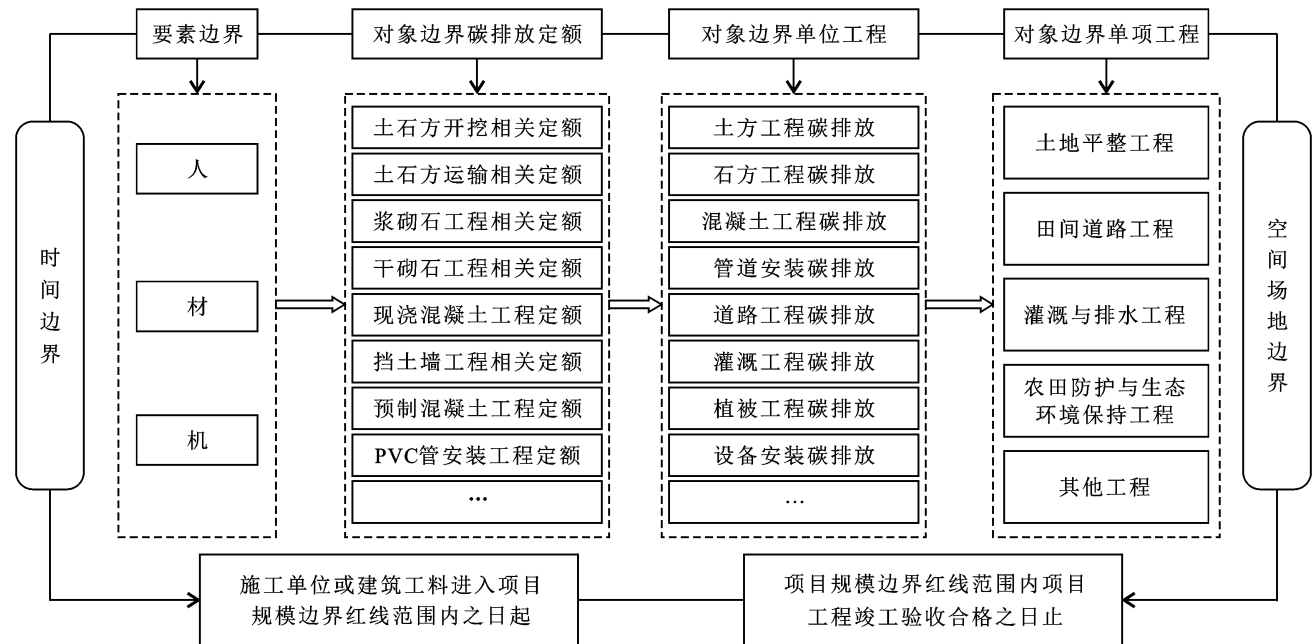 要素边界
对象边界碳排放定额
对象边界单位工程
对象边界单项工程
时间边界
人
材
机
土石方开挖相关定额
土石方运输相关定额
浆砌石工程相关定额
干砌石工程相关定额
现浇混凝土工程定额
挡土墙工程相关定额
预制混凝土工程定额
PVC管安装工程定额
…
土方工程碳排放
石方工程碳排放
混凝土工程碳排放
管道安装碳排放
道路工程碳排放
灌溉工程碳排放
植被工程碳排放
设备安装碳排放
…
土地平整工程
田间道路工程
灌溉与排水工程
农田防护与生态
环境保持工程
其他工程
空间场地边界
施工单位或建筑工料进入项目
规模边界红线范围内之日起
项目规模边界红线范围内项目
工程竣工验收合格之日止